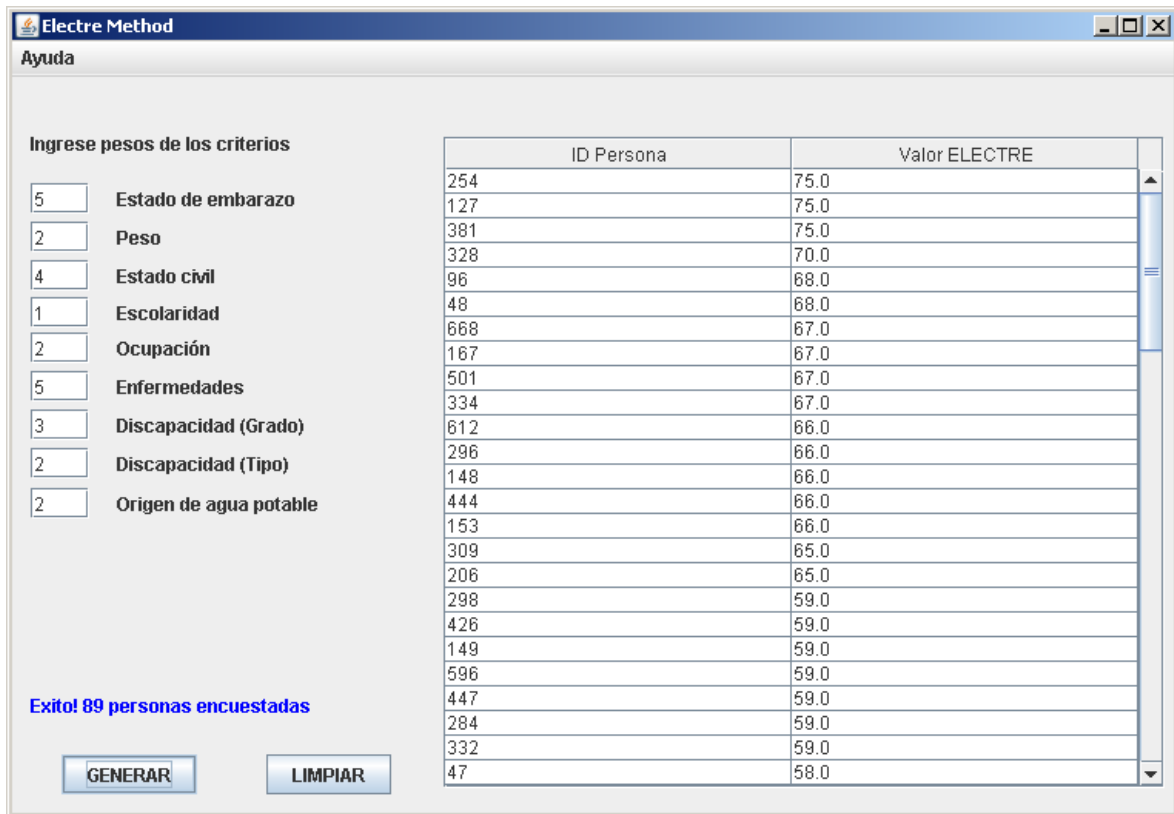 Electre Method
Ayuda
Ingrese pesos de los criterios
5 Estado de embarazo
2 Peso
4 Estado civil
1 Escolaridad
2 Ocupación
5 Enfermedades
3 Discapacidad (Grado)
2 Discapacidad (Tipo)
2 Origen de agua potable
Exito! 89 personas encuestadas
GENERAR LIMPIAR
ID Persona Valor ELECTRE
254 75.0
127 75.0
381 75.0
328 70.0
96 68.0
48 68.0
668 67.0
167 67.0
501 67.0
334 67.0
612 66.0
296 66.0
148 66.0
444 66.0
153 66.0
309 65.0
206 65.0
298 59.0
426 59.0
149 59.0
596 59.0
447 59.0
284 59.0
332 59.0
47 58.0